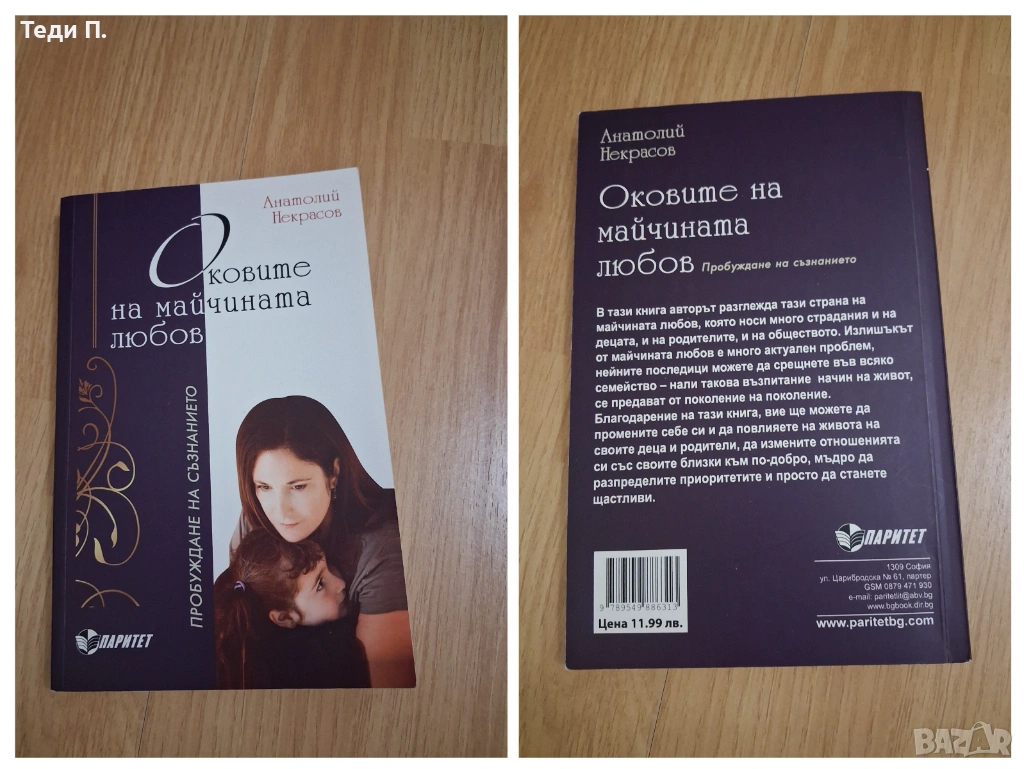 Теди П.
Анатолий
Некрасов
Оковите
на майчината
любов
ПРОБУЖДАНЕ НА СЪЗНАНИЕТО
ПАРИТЕТ
Анатолий
Некрасов
Оковите на
майчината
любов Пробуждане на съзнанието
В тази книга авторът разглежда тази страна на
майчината любов, която носи много страдания и на
децата, и на родителите, и на обществото. Излишъкът
от майчината любов е много актуален проблем,
нейните последици можете да срещнете във всяко
семейство – нали такова възпитание начин на живот,
се предават от поколение на поколение.
Благодарение на тази книга, вие ще можете да
промените себе си и да повлияете на живота на
своите деца и родители, да измените отношенията
си със своите близки към по-добро, мъдро да
разпределите приоритетите и просто да станете
щастливи.
ПАРИТЕТ
1309 София
ул. Царибродска № 61, партер
GSM 0879 471 930
e-mail: paritetlit@abv.bg
www.bgbook.dir.bg
www.paritetbg.com
9 789549 886313
Цена 11.99 лв.
BAZAR